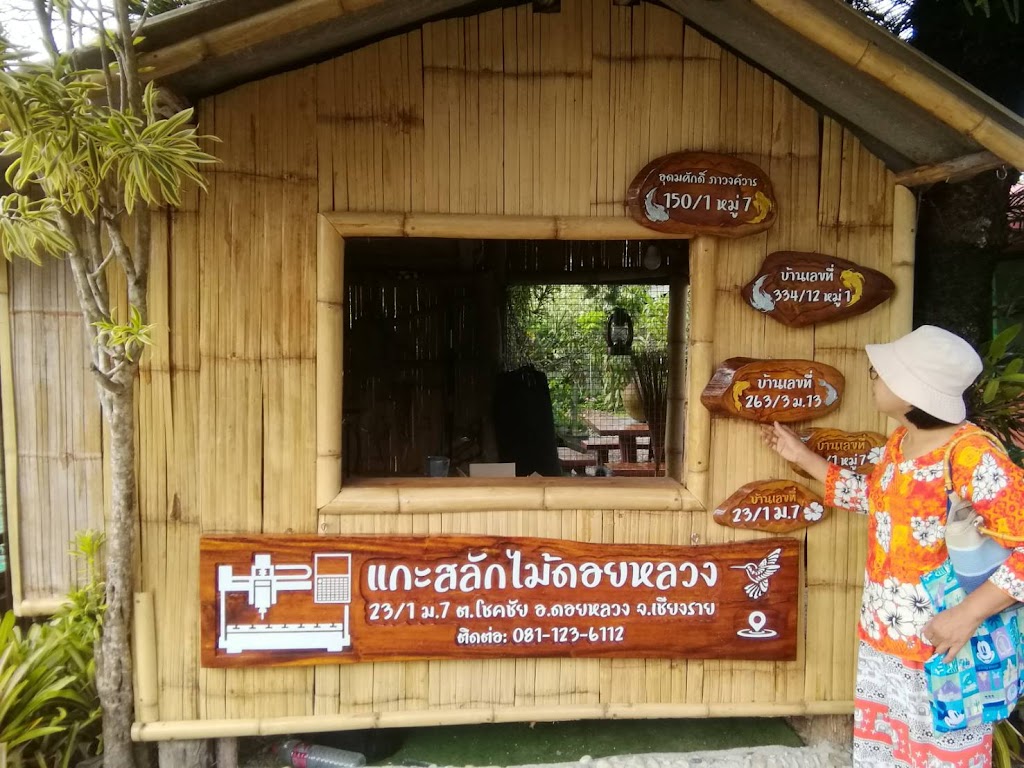 อุดมศักดิ์ ภาวงค์วาร
150/1 หมู่ 7
บ้านเลขที่
334/12 หมู่ 1
บ้านเลขที่
263/3 ม.13
บ้านเลขที่
/1 หมู่ 7
บ้านเลขที่
23/1 ม.7
แกะสลักไม้ดอยหลวง
23/1 ม.7 ต.โชคชัย อ.ดอยหลวง จ.เชียงราย
ติดต่อ: 081-123-6112